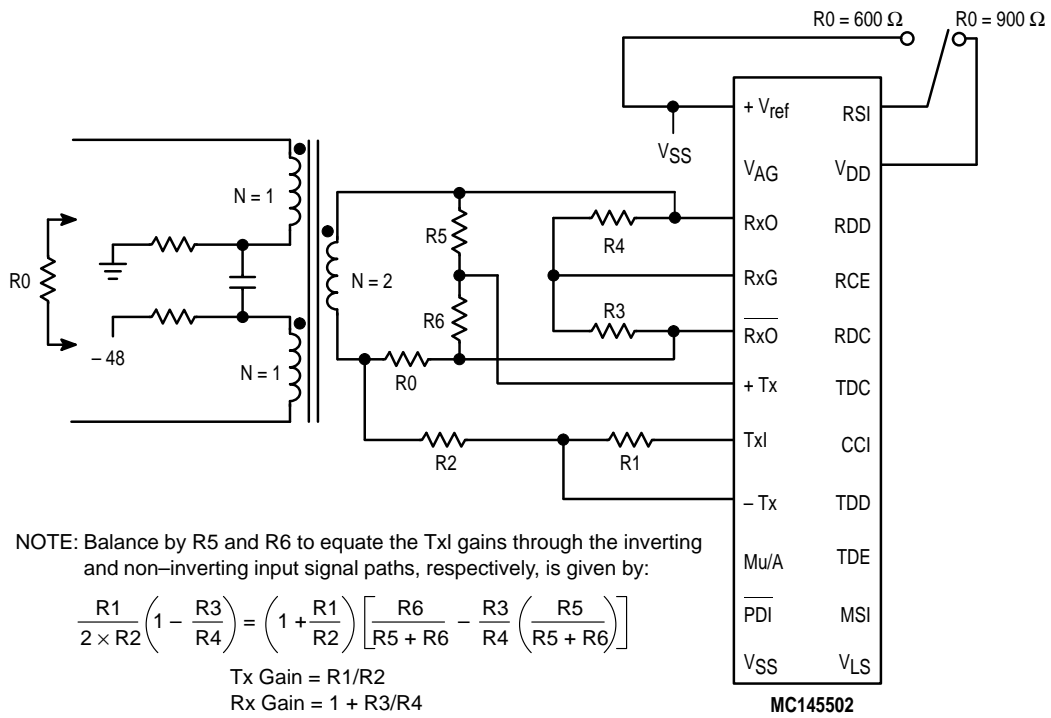 R0 = 600 Ω R0 = 900 Ω
+ Vref RSI
VSS
VAG VDD
N = 1
RxO RDD
R4
R5
R0
N = 2
RxG RCE
R6
R3
RxO RDC
– 48
N = 1
R0
+ Tx TDC
TxI CCI
R2 R1
– Tx TDD
NOTE: Balance by R5 and R6 to equate the TxI gains through the inverting
and non–inverting input signal paths, respectively, is given by:
Mu/A TDE
R1 / (2 × R2) (1 – R3/R4) = (1 + R1/R2) [R6 / (R5 + R6) – R3/R4 (R5 / (R5 + R6))]
PDI MSI
Tx Gain = R1/R2
VSS VLS
Rx Gain = 1 + R3/R4
MC145502